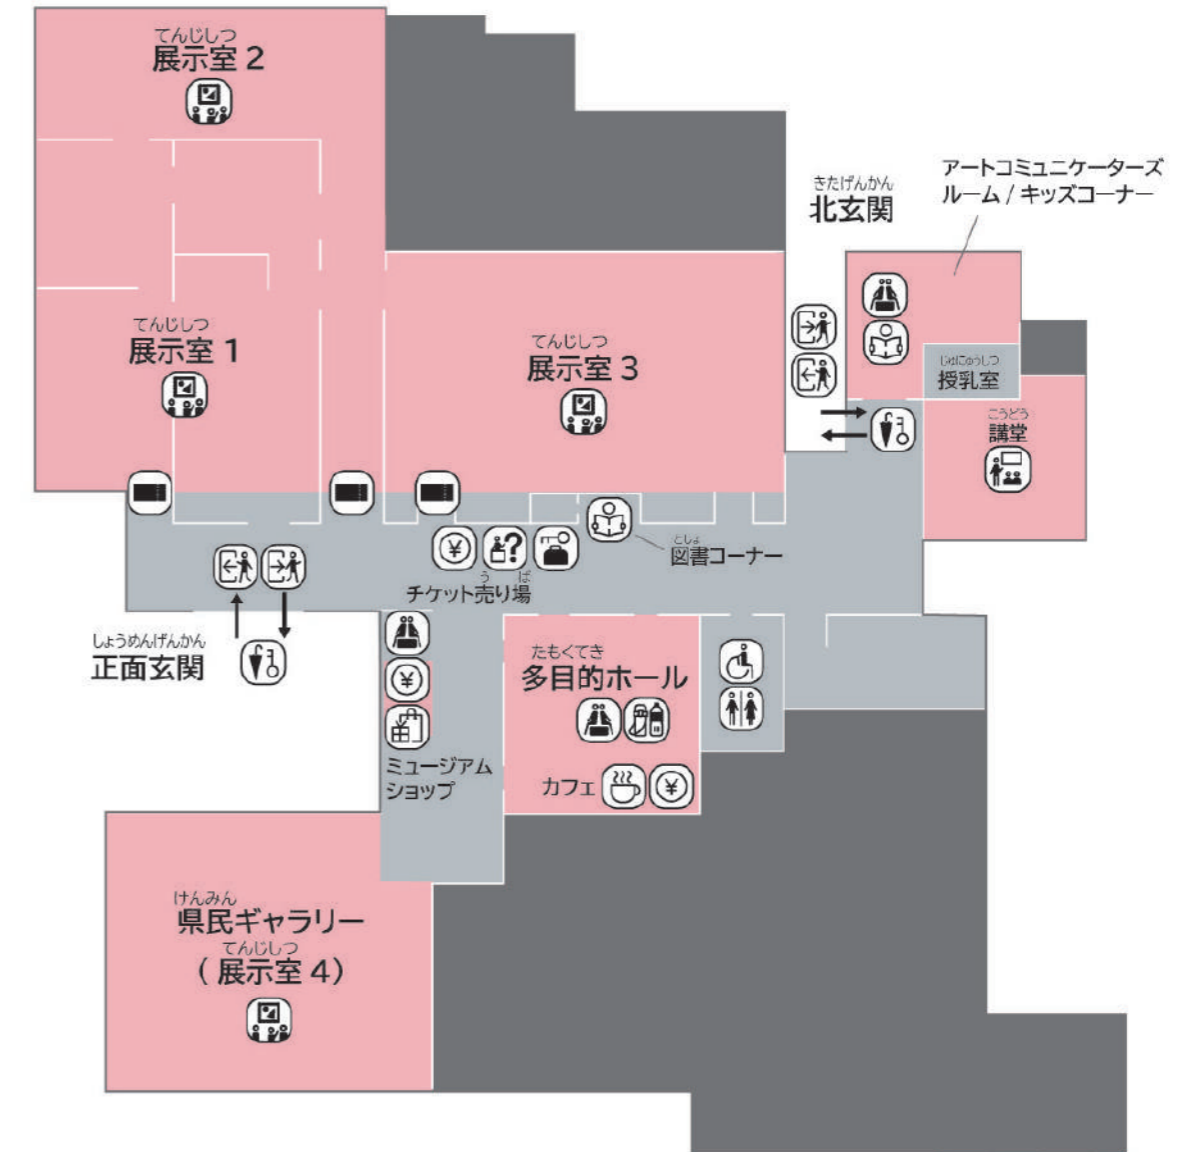 てんじしつ
展示室 2
きたげんかん
北玄関
アートコミュニケーターズ
ルーム / キッズコーナー
てんじしつ
展示室 1
てんじしつ
展示室 3
じゅにゅうしつ
授乳室
こうどう
講堂
¥
?
としょ
図書コーナー
う ば
チケット売り場
しょうめんげんかん
正面玄関
¥
ミュージアム
ショップ
たもくてき
多目的ホール
カフェ
¥
けんみん
県民ギャラリー
てんじしつ
( 展示室 4)